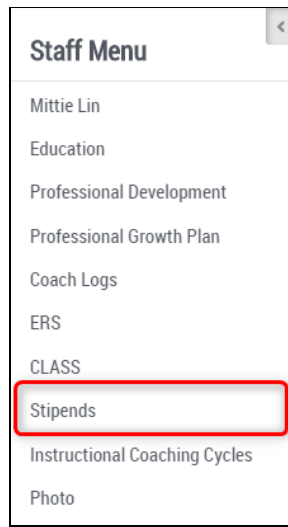 Staff Menu
Mittie Lin
Education
Professional Development
Professional Growth Plan
Coach Logs
ERS
CLASS
Stipends
Instructional Coaching Cycles
Photo